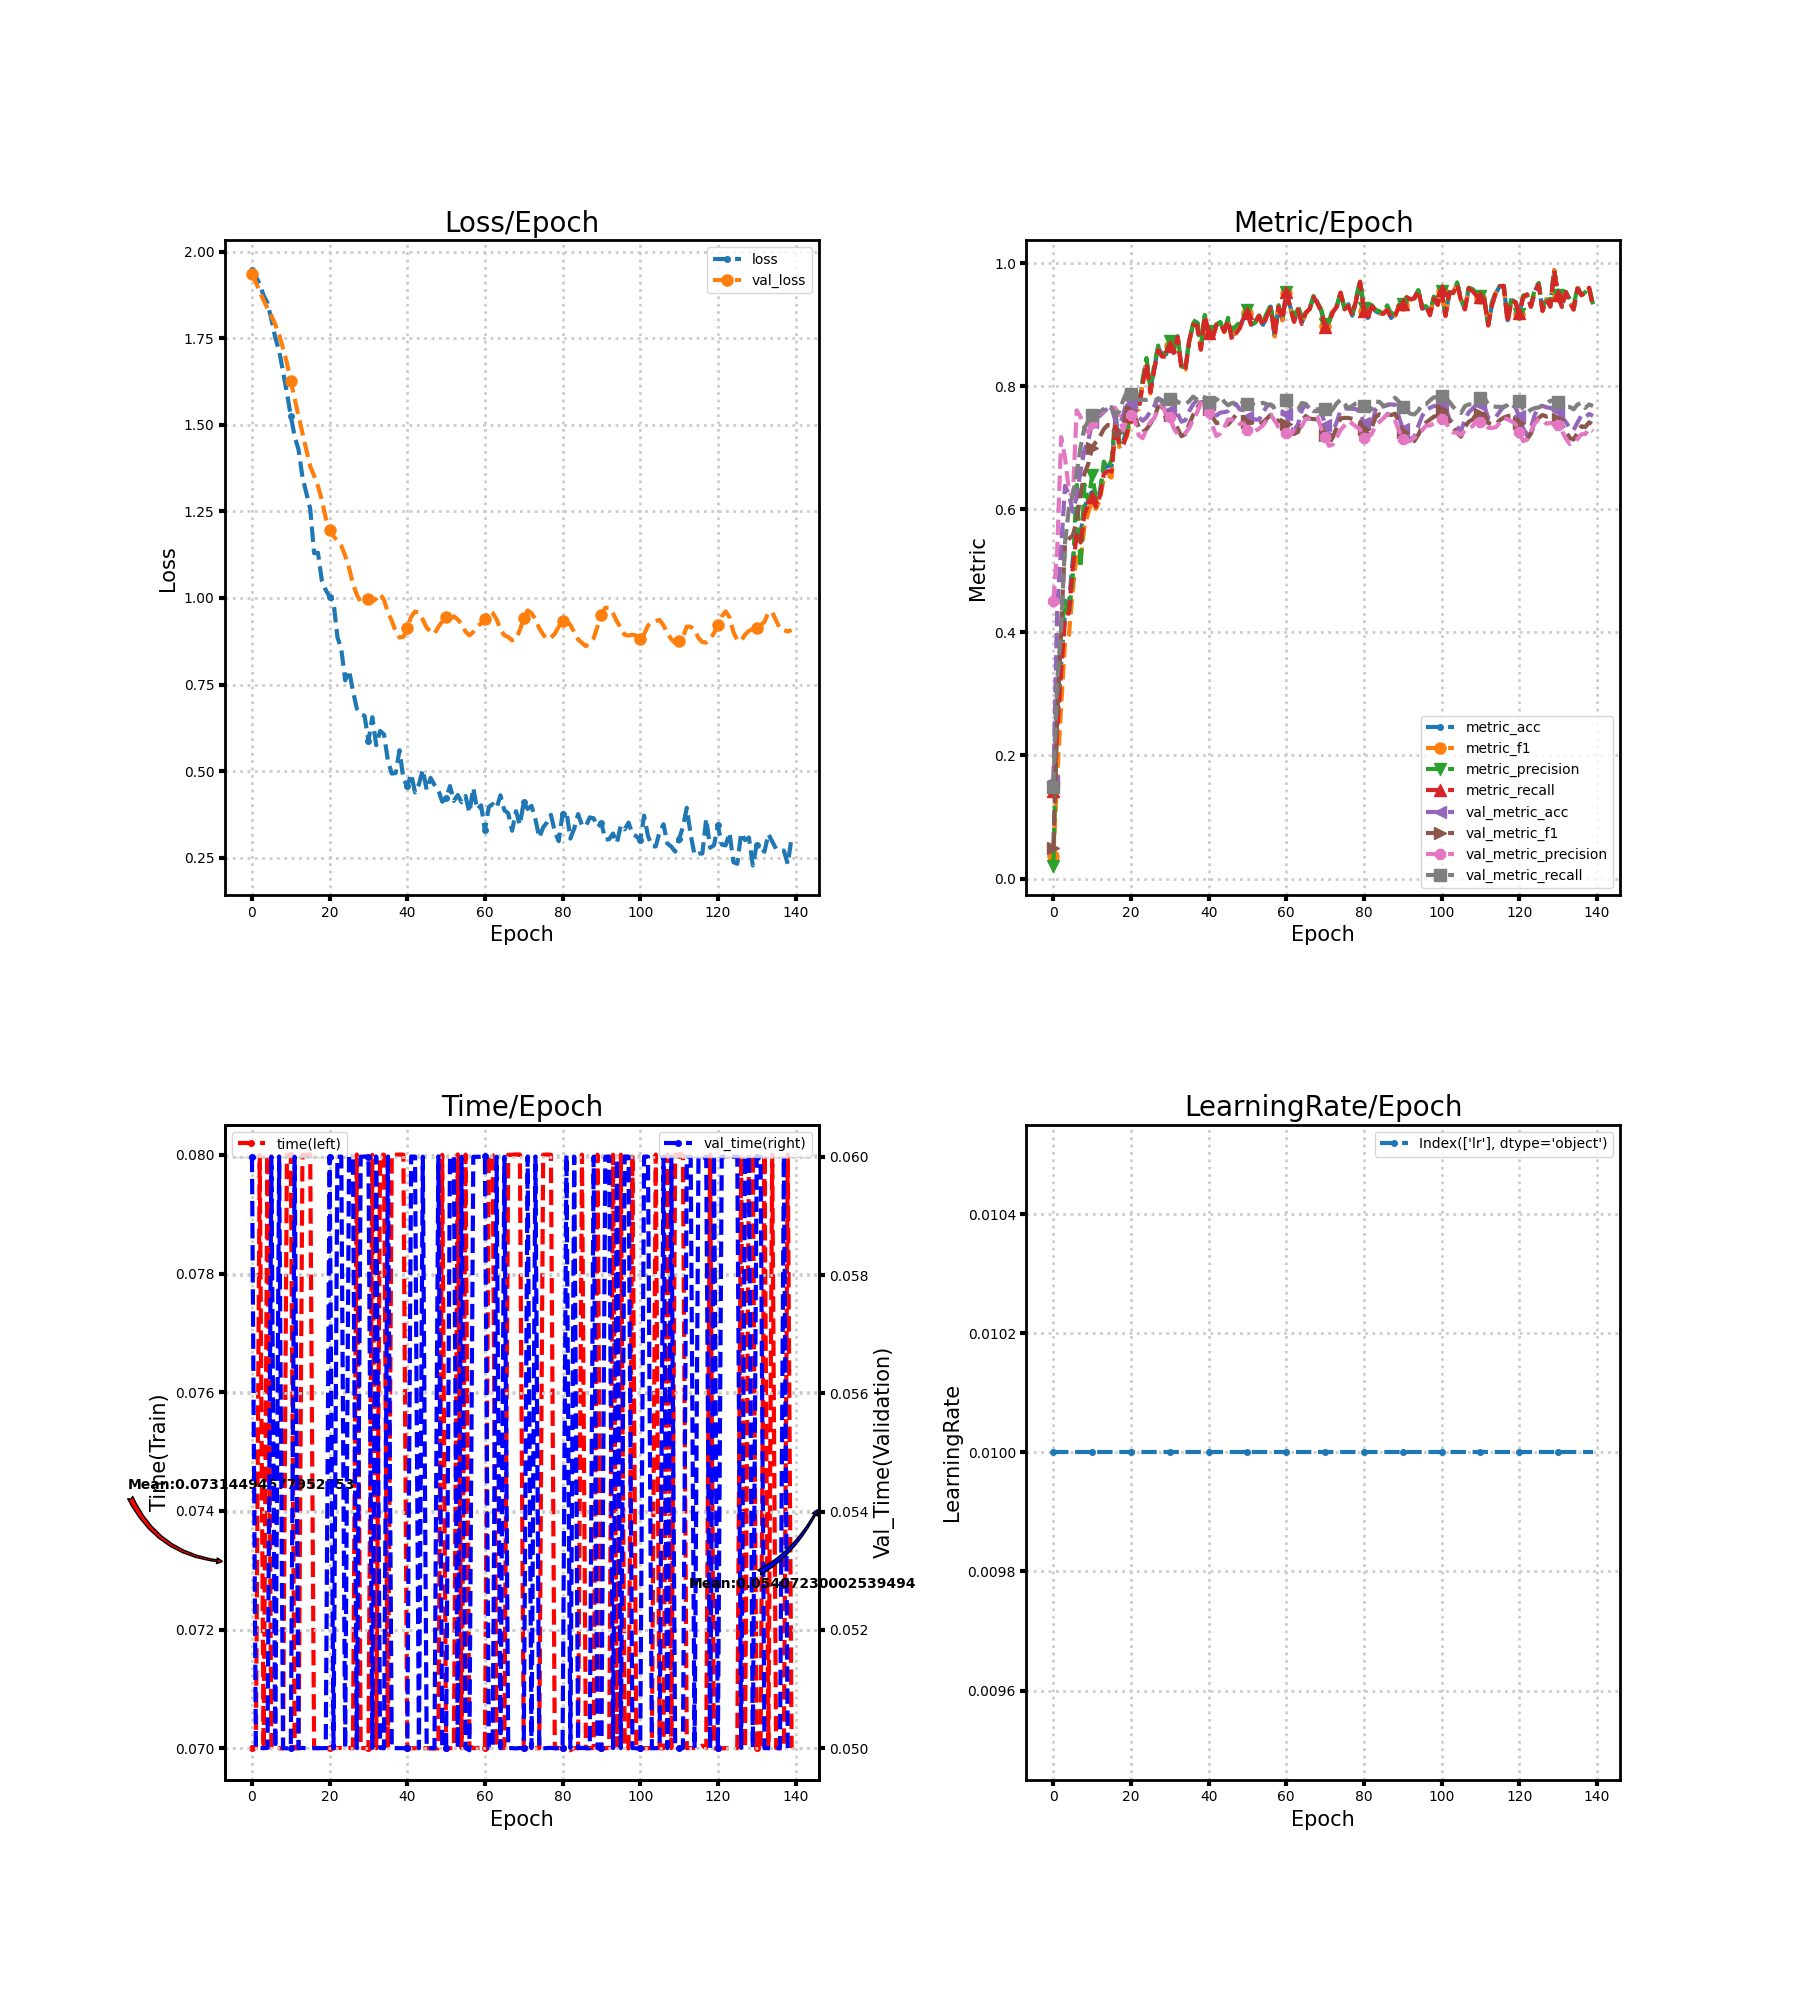 Loss/Epoch
2.00
1.75
1.50
1.25
1.00
0.75
0.50
0.25
Loss
loss
val_loss
0 20 40 60 80 100 120 140
Epoch
Metric/Epoch
1.0
0.8
0.6
0.4
0.2
0.0
Metric
metric_acc
metric_f1
metric_precision
metric_recall
val_metric_acc
val_metric_f1
val_metric_precision
val_metric_recall
0 20 40 60 80 100 120 140
Epoch
Time/Epoch
time(left)
val_time(right)
0.080
0.078
0.076
0.074
0.072
0.070
Time(Train)
0.060
0.058
0.056
0.054
0.052
0.050
Val_Time(Validation)
Mean:0.05407230002539494
0 20 40 60 80 100 120 140
Epoch
LearningRate/Epoch
Index(['lr'], dtype='object')
0.0104
0.0102
0.0100
0.0098
0.0096
LearningRate
0 20 40 60 80 100 120 140
Epoch